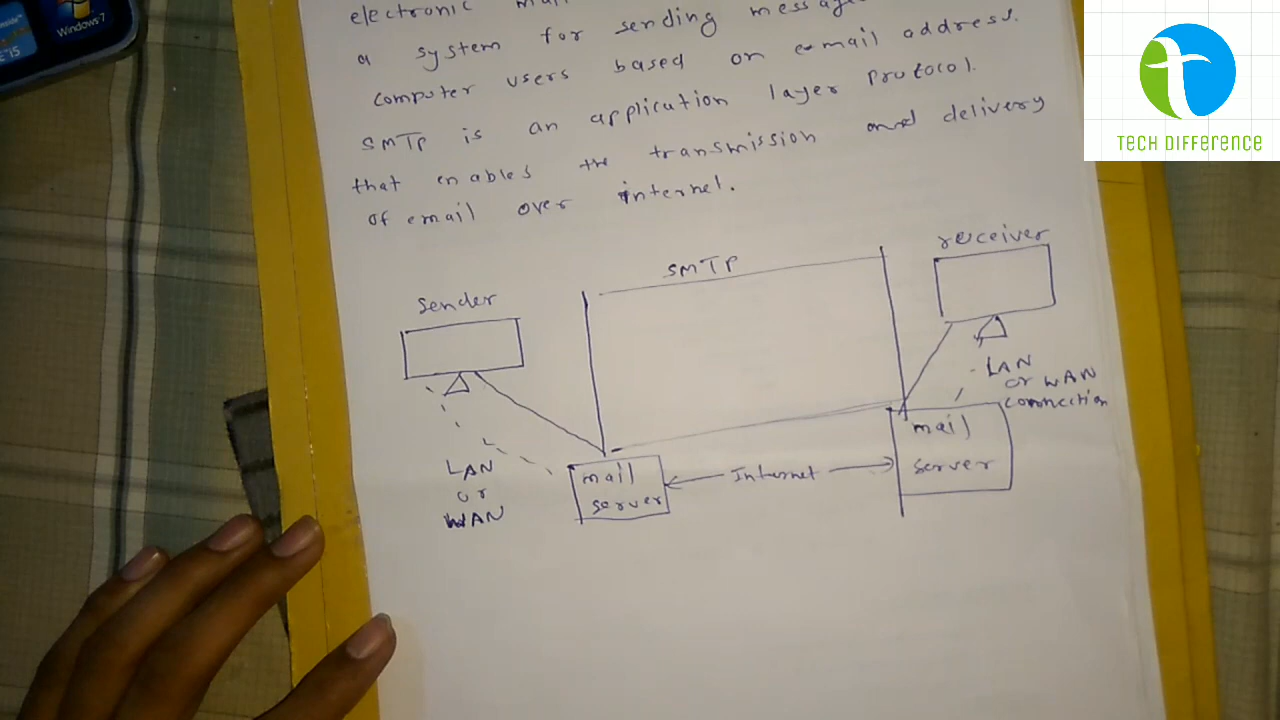 electronic mail
a system for sending
computer users based on e-mail address.
SMTP is an application layer protocol.
that enables the transmission and delivery
of email over internet.
SMTP
receiver
sender
LAN
or WAN
connection
mail
server
Internet
mail
server
LAN
or
WAN
Windows 7
TECH DIFFERENCE